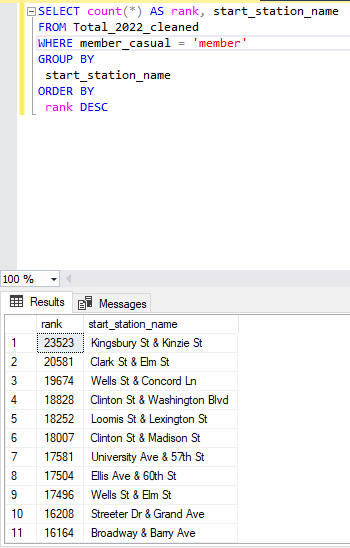 SELECT count(*) AS rank, start_station_name
FROM Total_2022_cleaned
WHERE member_casual = 'member'
GROUP BY
start_station_name
ORDER BY
rank DESC
100 %
Results Messages
rank start_station_name
1 23523 Kingsbury St & Kinzie St
2 20581 Clark St & Elm St
3 19674 Wells St & Concord Ln
4 18828 Clinton St & Washington Blvd
5 18252 Loomis St & Lexington St
6 18007 Clinton St & Madison St
7 17581 University Ave & 57th St
8 17504 Ellis Ave & 60th St
9 17496 Wells St & Elm St
10 16208 Streeter Dr & Grand Ave
11 16164 Broadway & Barry Ave